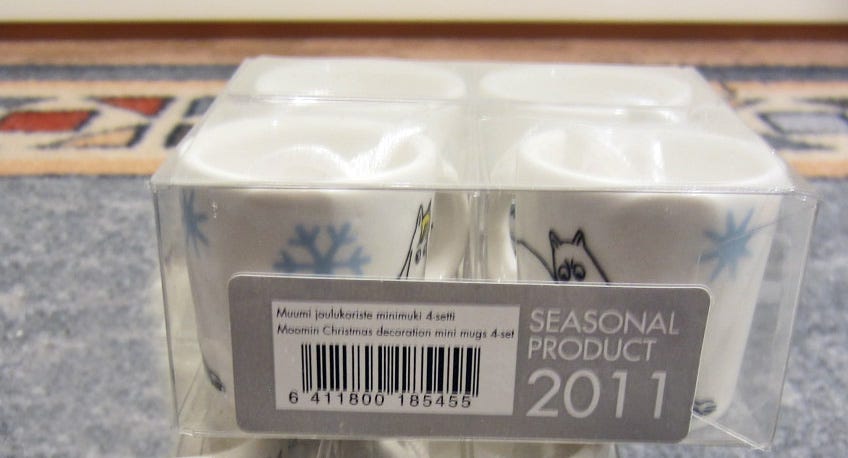 Muumi joulukoriste minimuki 4-setti
Moomin Christmas decoration mini mugs 4-set
6 411800 185455
SEASONAL
PRODUCT
2011